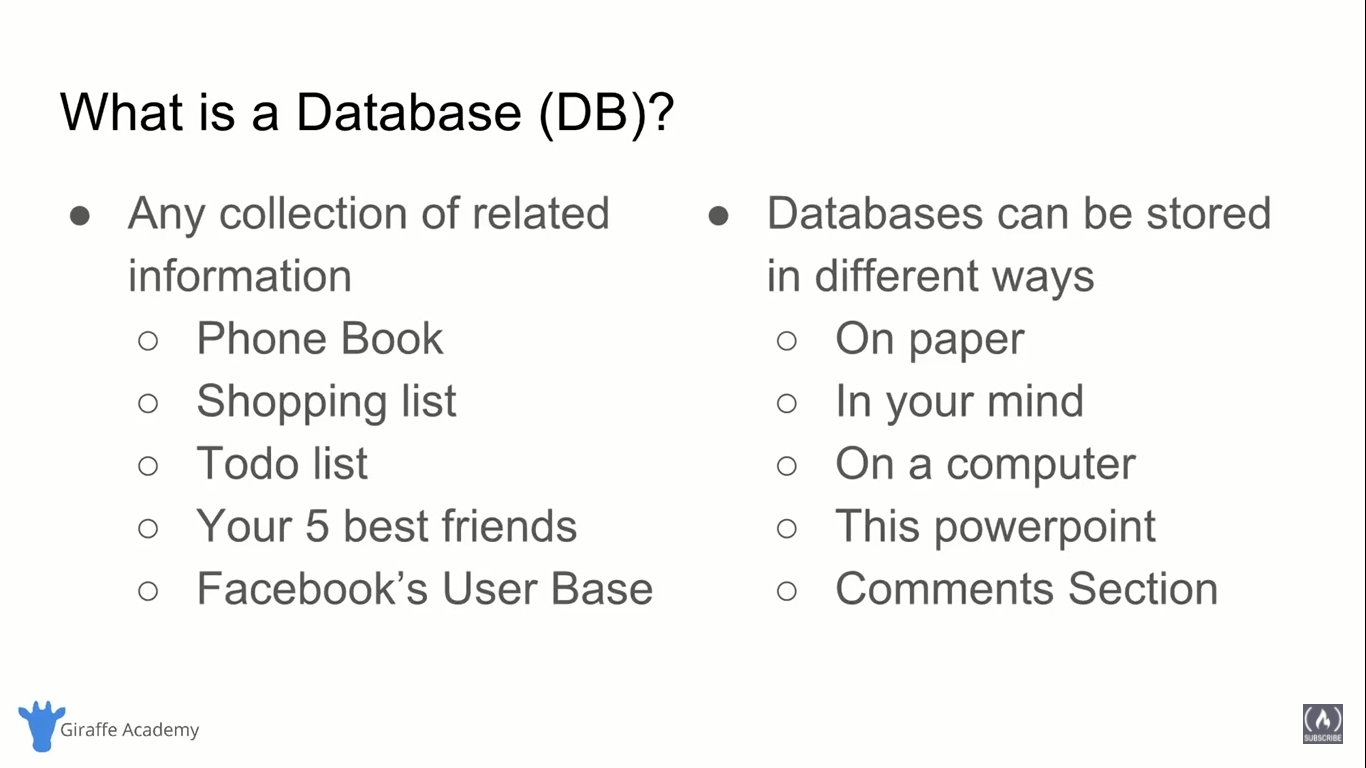 What is a Database (DB)?
● Any collection of related
information
○ Phone Book
○ Shopping list
○ Todo list
○ Your 5 best friends
○ Facebook’s User Base
● Databases can be stored
in different ways
○ On paper
○ In your mind
○ On a computer
○ This powerpoint
○ Comments Section
Giraffe Academy
SUBSCRIBE